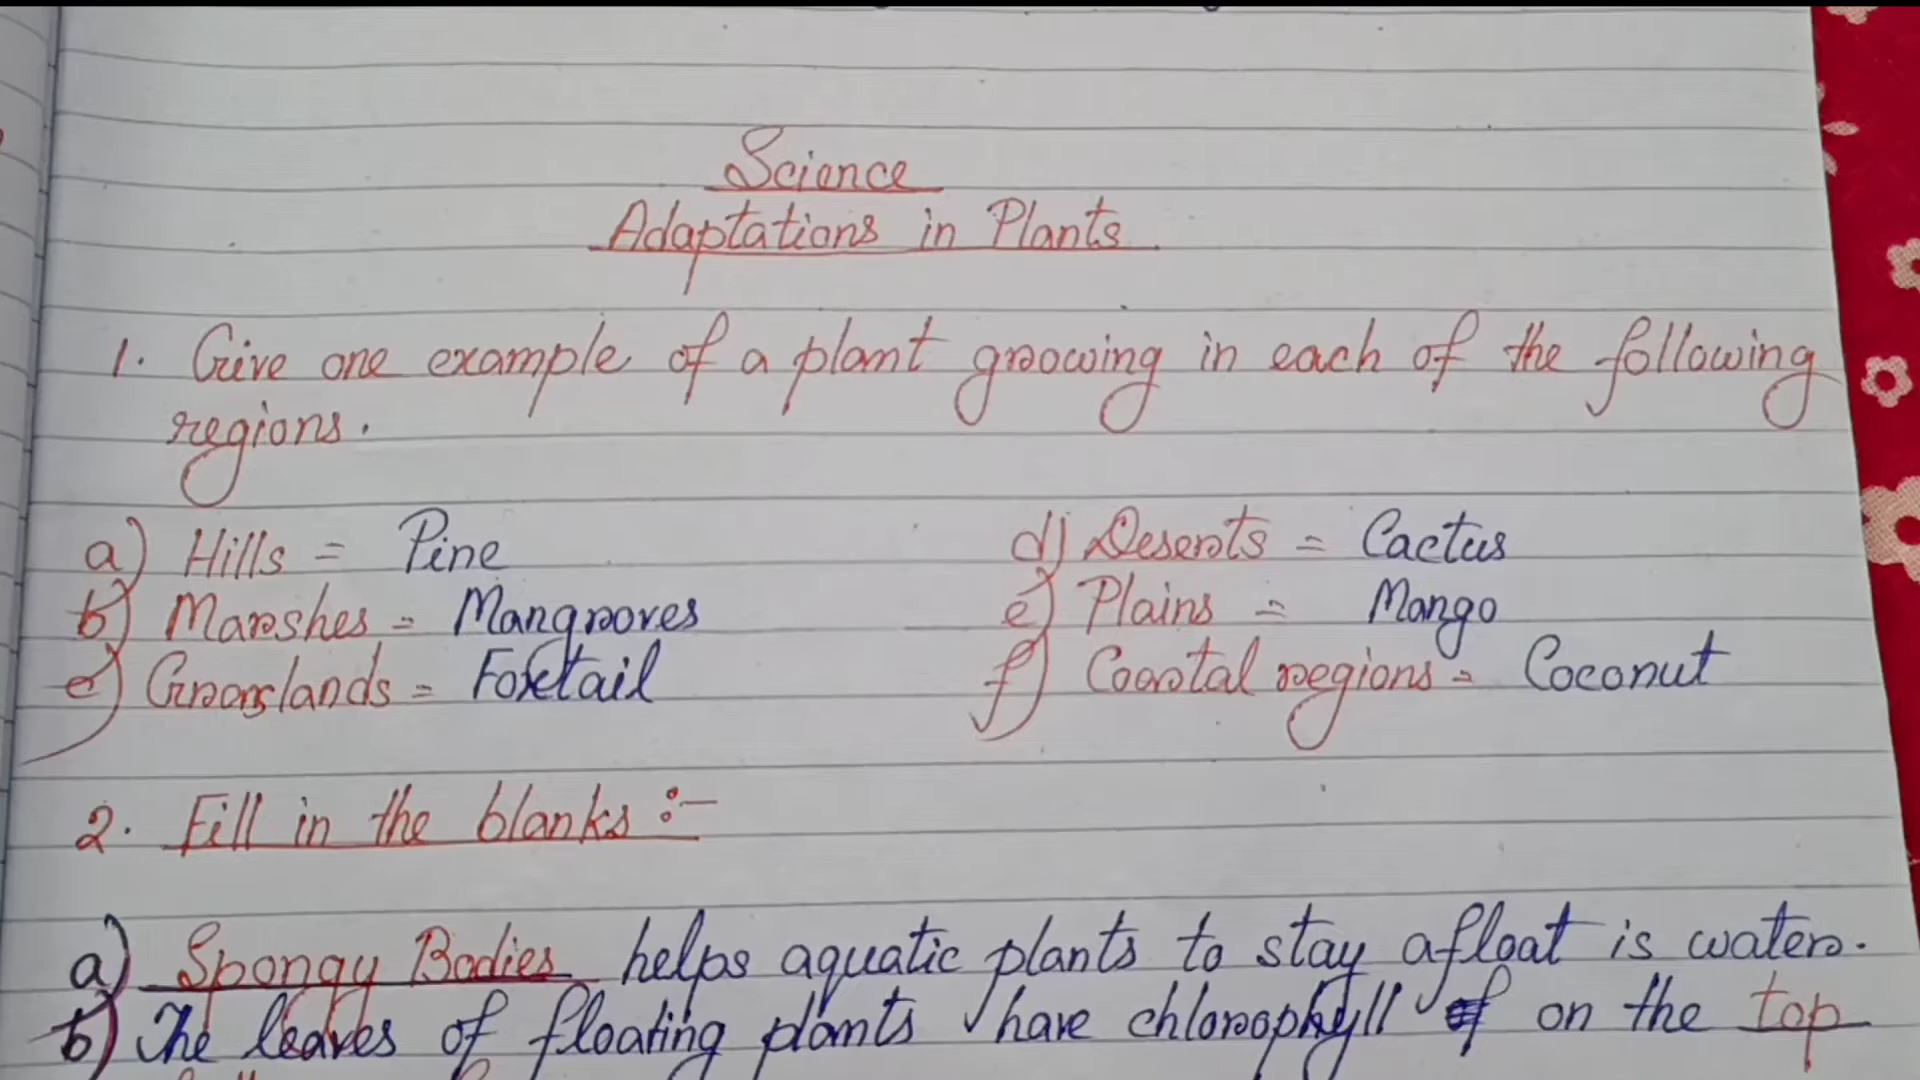 Science
Adaptations in Plants
1. Give one example of a plant growing in each of the following
regions.
a) Hills = Pine
b) Marshes = Mangroves
c) Grasslands = Foxtail
d) Deserts = Cactus
e) Plains = Mango
f) Coastal regions = Coconut
2. Fill in the blanks :-
a) Spongy Bodies helps aquatic plants to stay afloat is water.
b) The leaves of floating plants have chlorophyll on the top